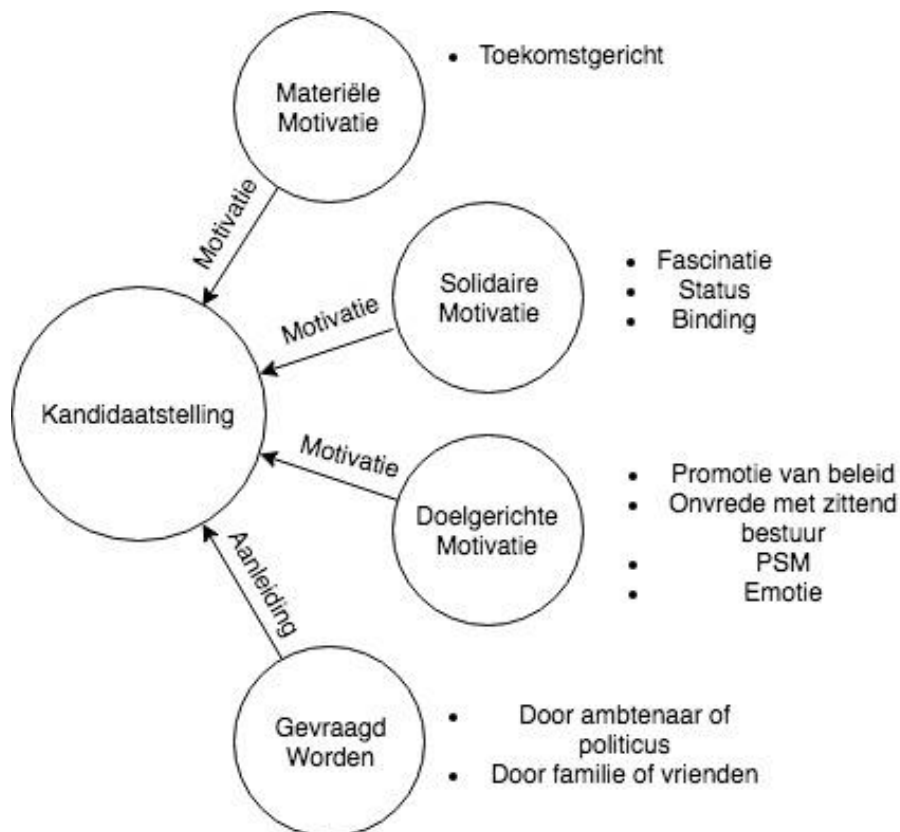 Materiële
Motivatie
• Toekomstgericht
Motivatie
Solidaire
Motivatie
• Fascinatie
• Status
• Binding
Motivatie
Kandidaatstelling
Motivatie
Doelgerichte
Motivatie
• Promotie van beleid
• Onvrede met zittend
bestuur
• PSM
• Emotie
Aanleiding
Gevraagd
Worden
• Door ambtenaar of
politicus
• Door familie of vrienden